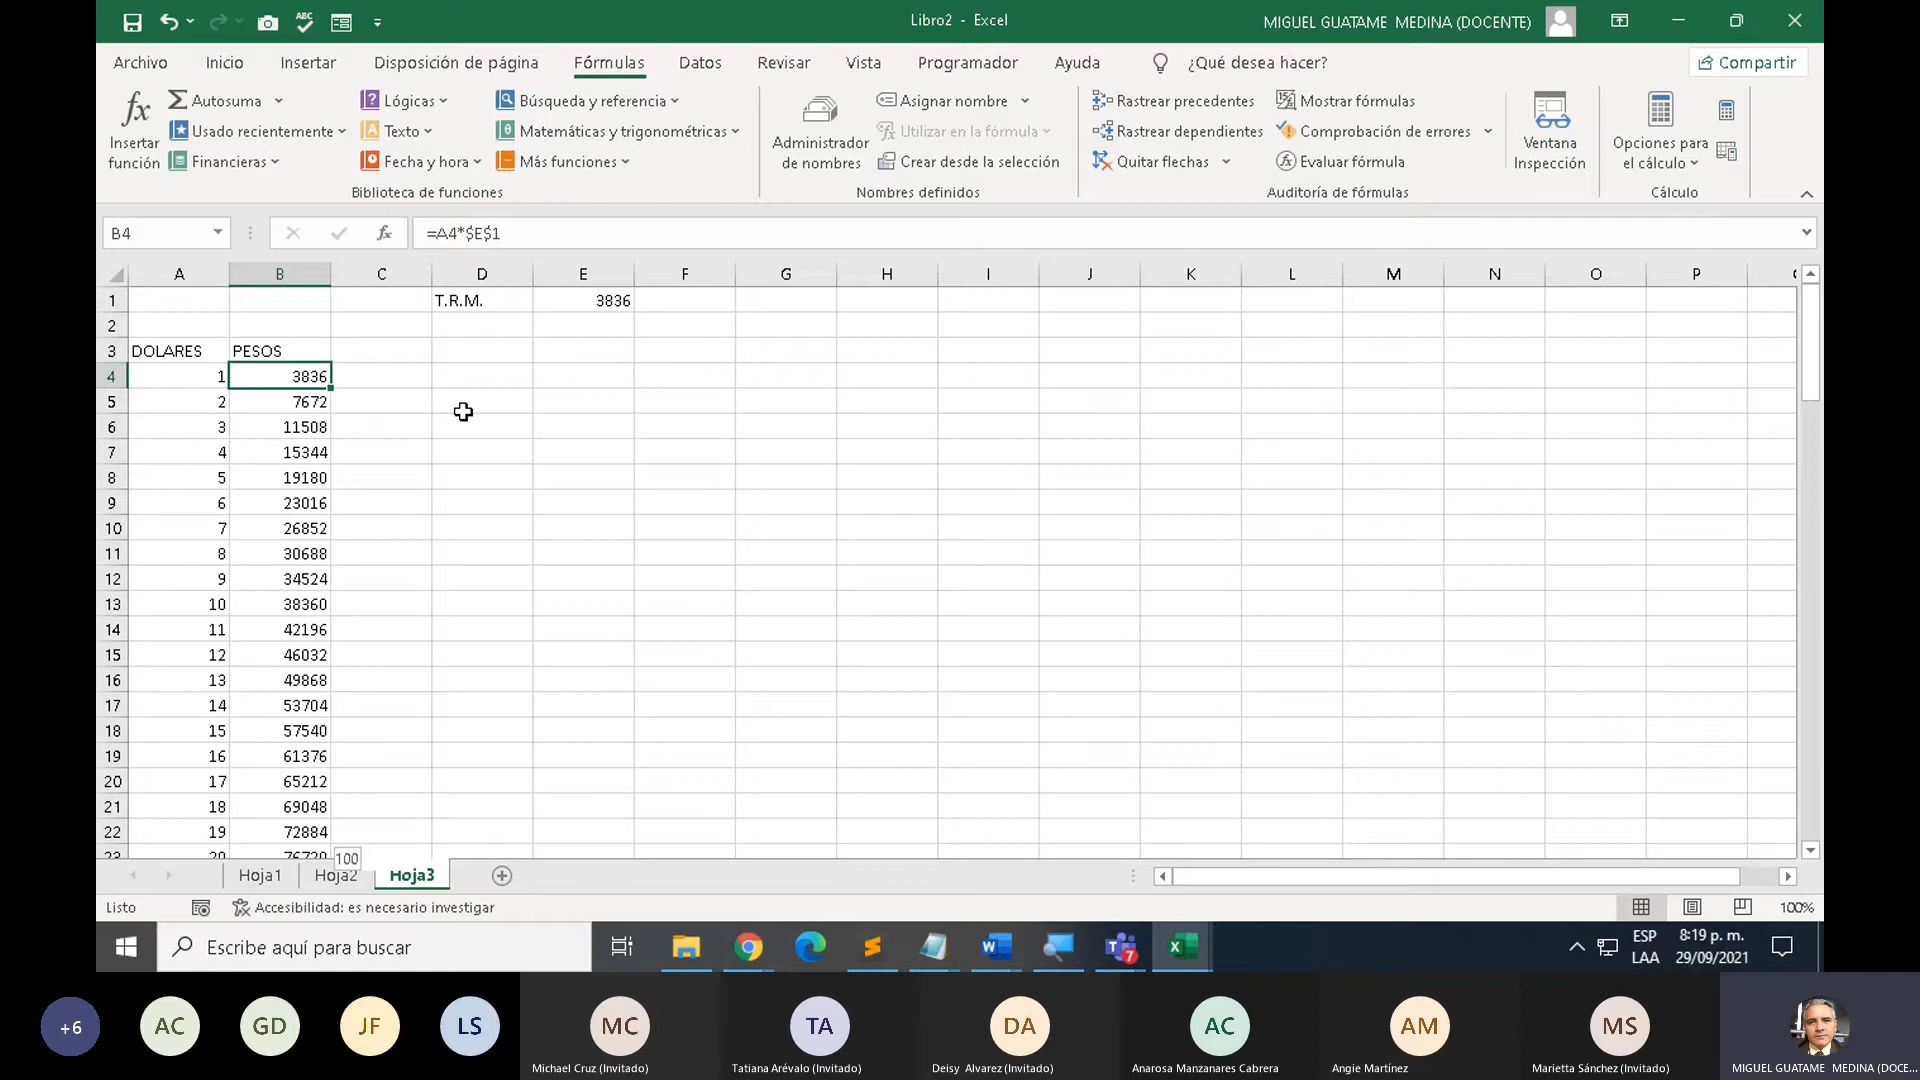 ABC
Libro2 - Excel
MIGUEL GUATAME MEDINA (DOCENTE)
Archivo Inicio Insertar Disposición de página Fórmulas Datos Revisar Vista Programador Ayuda ¿Qué desea hacer? Compartir
fx Insertar función
Autosuma
Usado recientemente
Financieras
Lógicas
Texto
Fecha y hora
Búsqueda y referencia
Matemáticas y trigonométricas
Más funciones
Biblioteca de funciones
Administrador de nombres
Asignar nombre
Utilizar en la fórmula
Crear desde la selección
Nombres definidos
Rastrear precedentes
Rastrear dependientes
Quitar flechas
Mostrar fórmulas
Comprobación de errores
Evaluar fórmula
Auditoría de fórmulas
Ventana Inspección
Opciones para el cálculo
Cálculo
B4 fx =A4*$E$1
A B C D E F G H I J K L M N O P
1 T.R.M. 3836
2
3 DOLARES PESOS
4 1 3836
5 2 7672
6 3 11508
7 4 15344
8 5 19180
9 6 23016
10 7 26852
11 8 30688
12 9 34524
13 10 38360
14 11 42196
15 12 46032
16 13 49868
17 14 53704
18 15 57540
19 16 61376
20 17 65212
21 18 69048
22 19 72884
23 20 76720
100
Hoja1 Hoja2 Hoja3
Listo Accesibilidad: es necesario investigar 100%
Escribe aquí para buscar
7
ESP
LAA
8:19 p. m.
29/09/2021
+6 AC GD JF LS MC TA DA AC AM MS
Michael Cruz (Invitado) Tatiana Arévalo (Invitado) Deisy Alvarez (Invitado) Anarosa Manzanares Cabrera Angie Martínez Marietta Sánchez (Invitado) MIGUEL GUATAME MEDINA (DOCE...